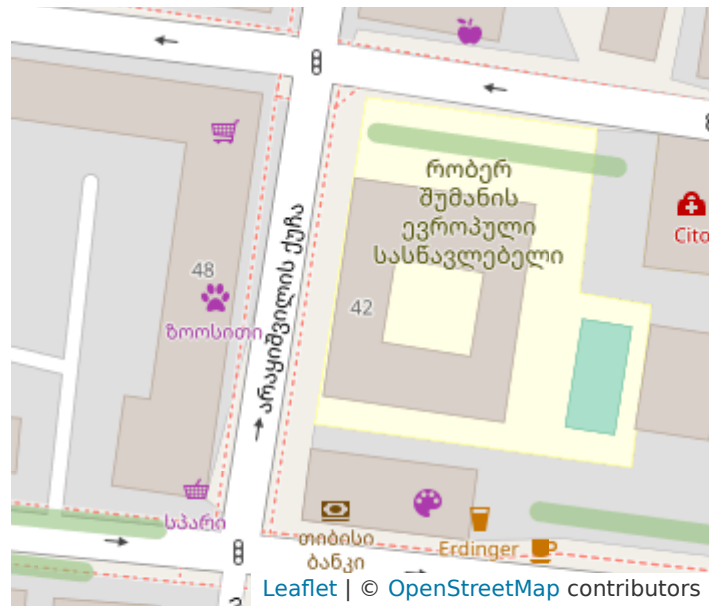 რობერ
შუმანის
ევროპული
სასწავლებელი
Cito
48
42
არაყიშვილის ქუჩა
ზოოსითი
სპარი
თიბისი
ბანკი
Erdinger
Leaflet | © OpenStreetMap contributors